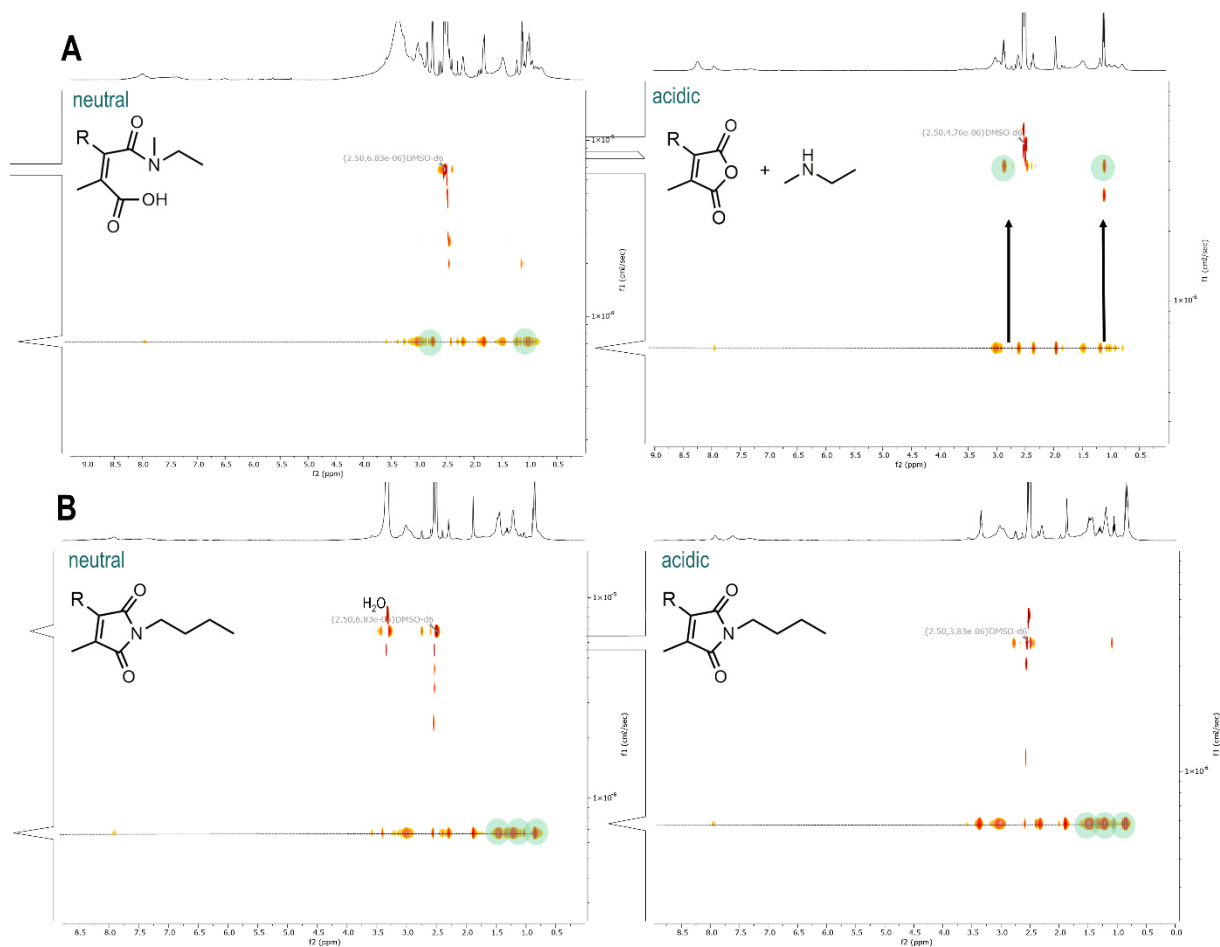 A
neutral
R
O
N
OH
O
{2.50,6.83e-06}DMSO-d6
1×10⁻⁵
1×10⁻⁶
f1 (cm2/sec)
9.0 8.5 8.0 7.5 7.0 6.5 6.0 5.5 5.0 4.5 4.0 3.5 3.0 2.5 2.0 1.5 1.0 0.5
f2 (ppm)
acidic
R
O
O
O
+
H
N
{2.50,4.76e-06}DMSO-d6
1×10⁻⁶
f1 (cm2/sec)
9.0 8.5 8.0 7.5 7.0 6.5 6.0 5.5 5.0 4.5 4.0 3.5 3.0 2.5 2.0 1.5 1.0 0.5
f2 (ppm)
B
neutral
R
O
N
O
H₂O
{2.50,6.83e-06}DMSO-d6
1×10⁻⁵
1×10⁻⁶
f1 (cm2/sec)
8.5 8.0 7.5 7.0 6.5 6.0 5.5 5.0 4.5 4.0 3.5 3.0 2.5 2.0 1.5 1.0 0.5
f2 (ppm)
acidic
R
O
N
O
{2.50,3.83e-06}DMSO-d6
1×10⁻⁶
f1 (cm2/sec)
8.5 8.0 7.5 7.0 6.5 6.0 5.5 5.0 4.5 4.0 3.5 3.0 2.5 2.0 1.5 1.0 0.5 0.0
f2 (ppm)